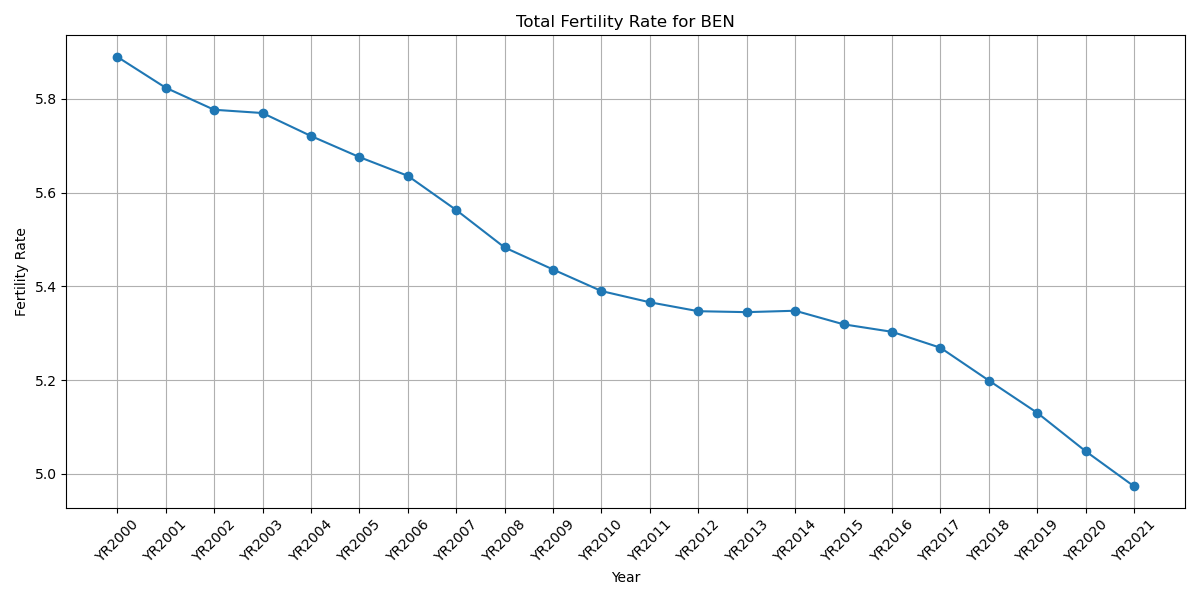 Total Fertility Rate for BEN
Fertility Rate
5.8
5.6
5.4
5.2
5.0
YR2000 YR2001 YR2002 YR2003 YR2004 YR2005 YR2006 YR2007 YR2008 YR2009 YR2010 YR2011 YR2012 YR2013 YR2014 YR2015 YR2016 YR2017 YR2018 YR2019 YR2020 YR2021
Year